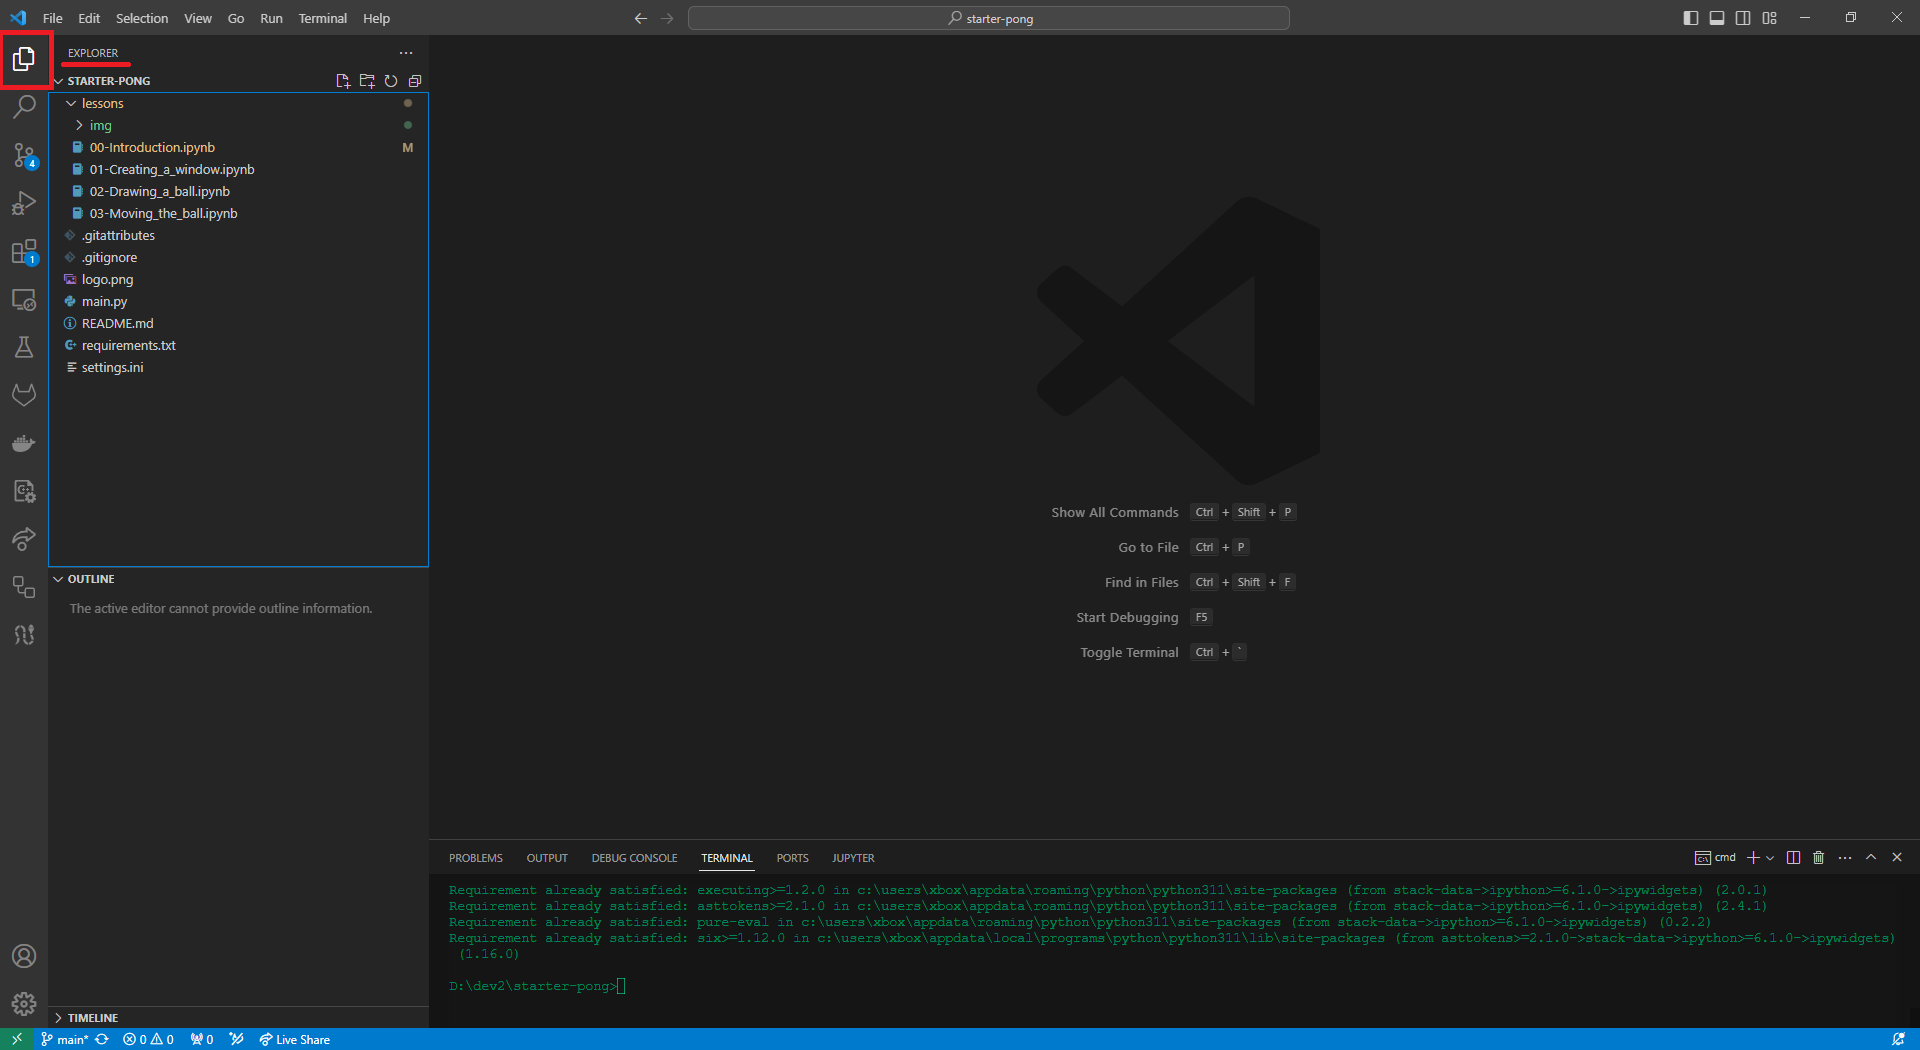 File Edit Selection View Go Run Terminal Help
starter-pong
EXPLORER
STARTER-PONG
lessons
img
00-Introduction.ipynb M
01-Creating_a_window.ipynb
02-Drawing_a_ball.ipynb
03-Moving_the_ball.ipynb
.gitattributes
.gitignore
logo.png
main.py
README.md
requirements.txt
settings.ini
4
1
OUTLINE
The active editor cannot provide outline information.
TIMELINE
Show All Commands Ctrl + Shift + P
Go to File Ctrl + P
Find in Files Ctrl + Shift + F
Start Debugging F5
Toggle Terminal Ctrl + `
PROBLEMS OUTPUT DEBUG CONSOLE TERMINAL PORTS JUPYTER
cmd
Requirement already satisfied: executing>=1.2.0 in c:\users\xbox\appdata\roaming\python\python311\site-packages (from stack-data->ipython>=6.1.0->ipywidgets) (2.0.1)
Requirement already satisfied: asttokens>=2.1.0 in c:\users\xbox\appdata\roaming\python\python311\site-packages (from stack-data->ipython>=6.1.0->ipywidgets) (2.4.1)
Requirement already satisfied: pure-eval in c:\users\xbox\appdata\roaming\python\python311\site-packages (from stack-data->ipython>=6.1.0->ipywidgets) (0.2.2)
Requirement already satisfied: six>=1.12.0 in c:\users\xbox\appdata\local\programs\python\python311\lib\site-packages (from asttokens>=2.1.0->stack-data->ipython>=6.1.0->ipywidgets)
(1.16.0)
D:\dev2\starter-pong>
main* 0 0 0 Live Share